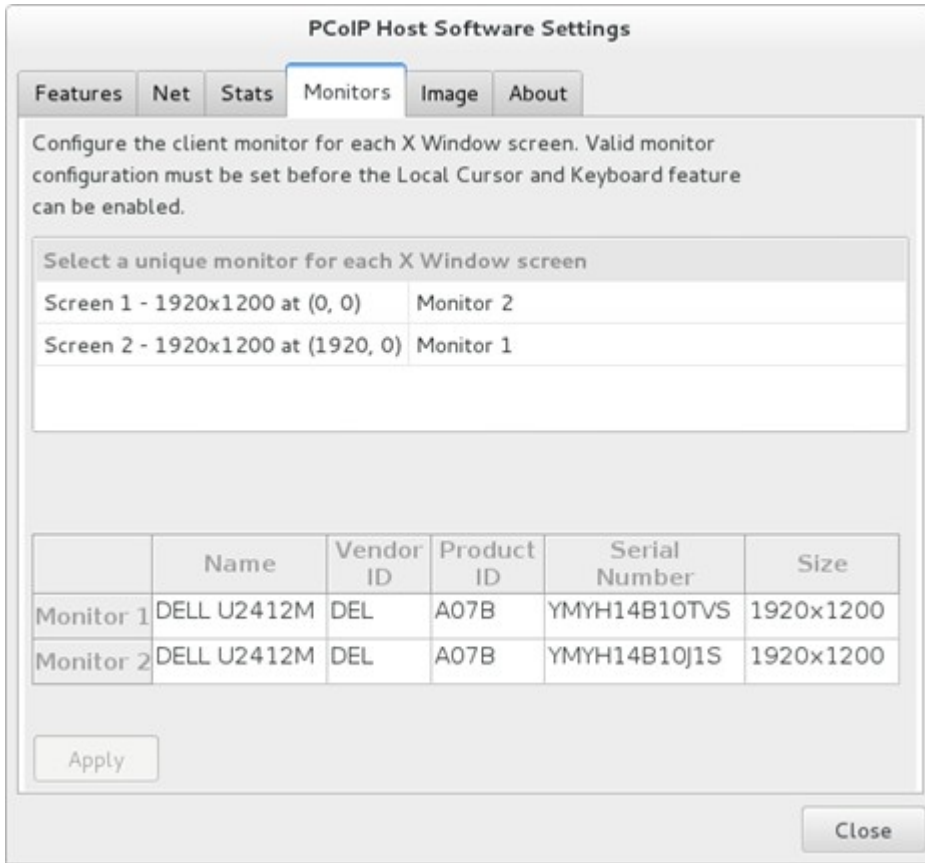 PCoIP Host Software Settings
Features Net Stats Monitors Image About
Configure the client monitor for each X Window screen. Valid monitor
configuration must be set before the Local Cursor and Keyboard feature
can be enabled.
Select a unique monitor for each X Window screen
Screen 1 - 1920x1200 at (0, 0) Monitor 2
Screen 2 - 1920x1200 at (1920, 0) Monitor 1
Name Vendor ID Product ID Serial Number Size
Monitor 1 DELL U2412M DEL A07B YMYH14B10TVS 1920x1200
Monitor 2 DELL U2412M DEL A07B YMYH14B10J1S 1920x1200
Apply
Close